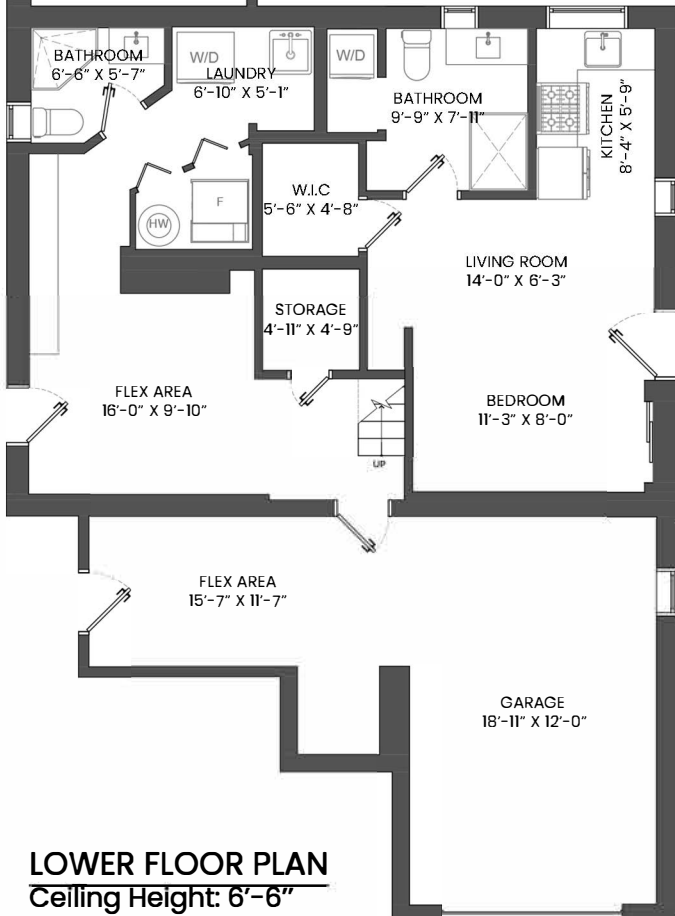 BATHROOM
6'-6" X 5'-7"
W/D
LAUNDRY
6'-10" X 5'-1"
W/D
BATHROOM
9'-9" X 7'-11"
KITCHEN
8'-4" X 5'-9"
HW
F
W.I.C
5'-6" X 4'-8"
LIVING ROOM
14'-0" X 6'-3"
STORAGE
4'-11" X 4'-9"
FLEX AREA
16'-0" X 9'-10"
BEDROOM
11'-3" X 8'-0"
UP
FLEX AREA
15'-7" X 11'-7"
GARAGE
18'-11" X 12'-0"
LOWER FLOOR PLAN
Ceiling Height: 6'-6"